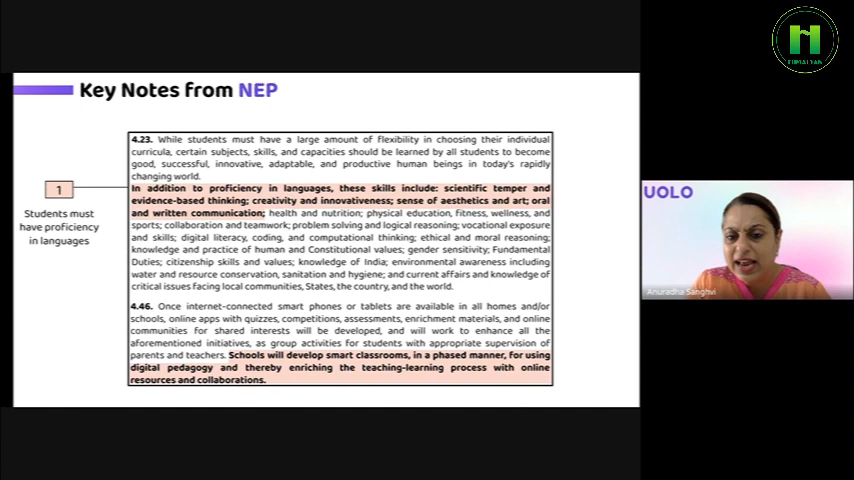 Key Notes from NEP
4.23. While students must have a large amount of flexibility in choosing their individual
curricula, certain subjects, skills, and capacities should be learned by all students to become
good, successful, innovative, adaptable, and productive human beings in today's rapidly
changing world.
In addition to proficiency in languages, these skills include: scientific temper and
evidence-based thinking; creativity and innovativeness; sense of aesthetics and art; oral
and written communication; health and nutrition; physical education, fitness, wellness, and
sports; collaboration and teamwork; problem solving and logical reasoning; vocational exposure
and skills; digital literacy, coding, and computational thinking; ethical and moral reasoning;
knowledge and practice of human and Constitutional values; gender sensitivity; Fundamental
Duties; citizenship skills and values; knowledge of India; environmental awareness including
water and resource conservation, sanitation and hygiene; and current affairs and knowledge of
critical issues facing local communities, States, the country, and the world.
4.46. Once internet-connected smart phones or tablets are available in all homes and/or
schools, online apps with quizzes, competitions, assessments, enrichment materials, and online
communities for shared interests will be developed, and will work to enhance all the
aforementioned initiatives, as group activities for students with appropriate supervision of
parents and teachers. Schools will develop smart classrooms, in a phased manner, for using
digital pedagogy and thereby enriching the teaching-learning process with online
resources and collaborations.
1
Students must
have proficiency
in languages
UOLO
Anuradha Sanghvi